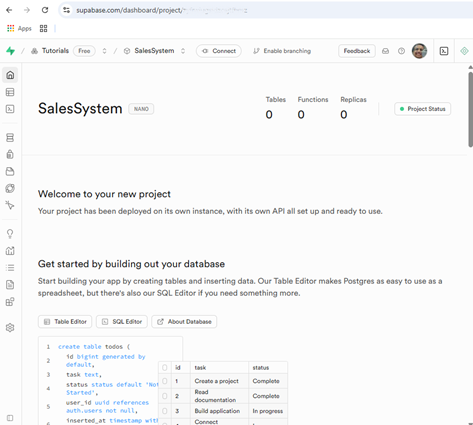 supabase.com/dashboard/project/
Apps
Tutorials Free SalesSystem Connect Enable branching Feedback
SalesSystem NANO
Tables Functions Replicas
0 0 0
Project Status
Welcome to your new project
Your project has been deployed on its own instance, with its own API all set up and ready to use.
Get started by building out your database
Start building your app by creating tables and inserting data. Our Table Editor makes Postgres as easy to use as a
spreadsheet, but there's also our SQL Editor if you need something more.
Table Editor SQL Editor About Database
1 create table todos (
2 id bigint generated by
default,
3 task text,
4 status status default 'Not
Started',
5 user_id uuid references
auth.users not null,
6 inserted_at timestamp with
id task status
1 Create a project Complete
2 Read
documentation Complete
3 Build application In progress
Connect